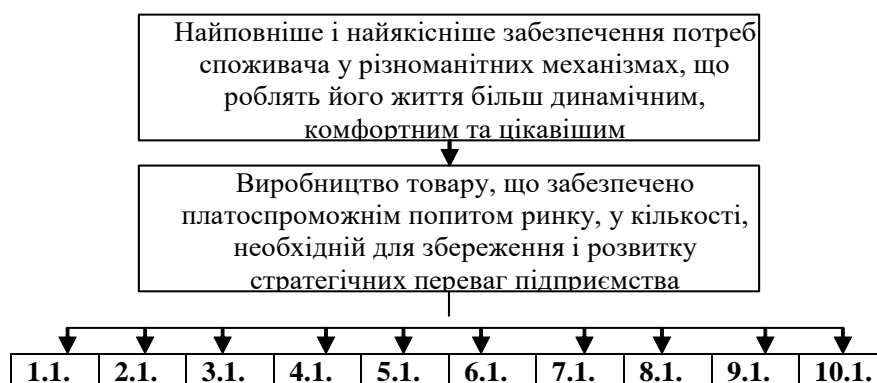 Найповніше і найякісніше забезпечення потреб
споживача у різноманітних механізмах, що
роблять його життя більш динамічним,
комфортним та цікавішим
Виробництво товару, що забезпечено
платоспроможнім попитом ринку, у кількості,
необхідній для збереження і розвитку
стратегічних переваг підприємства
1.1. 2.1. 3.1. 4.1. 5.1. 6.1. 7.1. 8.1. 9.1. 10.1.